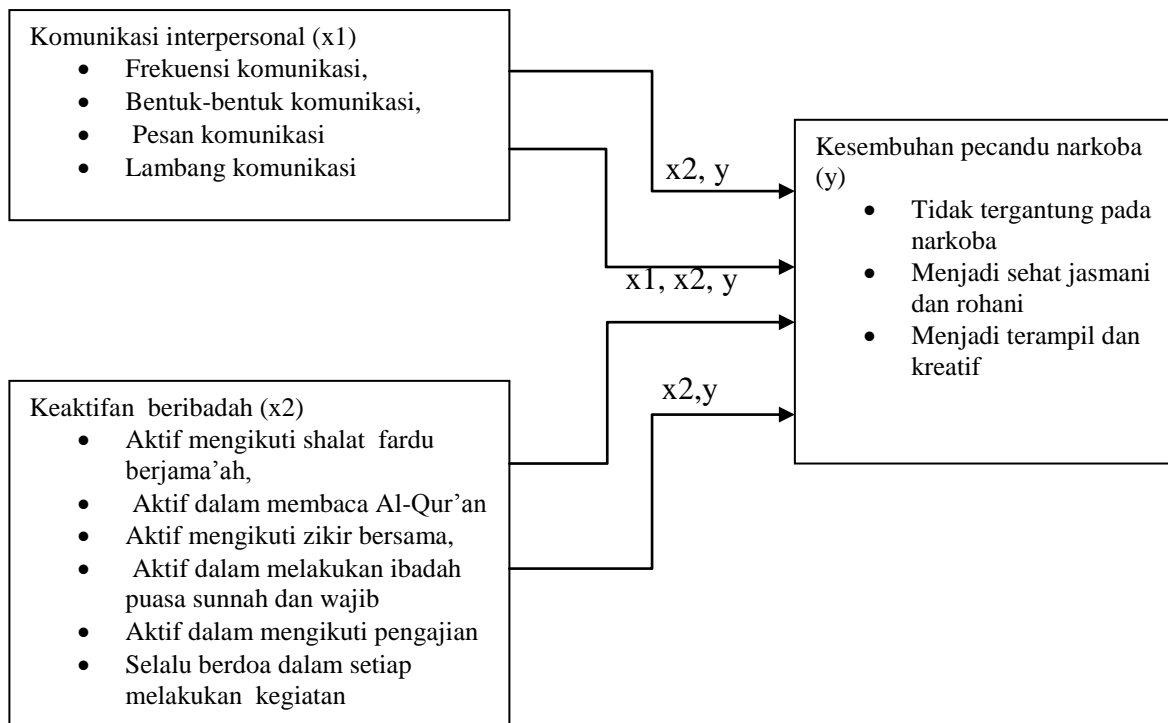 Komunikasi interpersonal (x1)
• Frekuensi komunikasi,
• Bentuk-bentuk komunikasi,
• Pesan komunikasi
• Lambang komunikasi
x2, y
x1, x2, y
Keaktifan beribadah (x2)
• Aktif mengikuti shalat fardu
berjama’ah,
• Aktif dalam membaca Al-Qur’an
• Aktif mengikuti zikir bersama,
• Aktif dalam melakukan ibadah
puasa sunnah dan wajib
• Aktif dalam mengikuti pengajian
• Selalu berdoa dalam setiap
melakukan kegiatan
x2,y
Kesembuhan pecandu narkoba
(y)
• Tidak tergantung pada
narkoba
• Menjadi sehat jasmani
dan rohani
• Menjadi terampil dan
kreatif